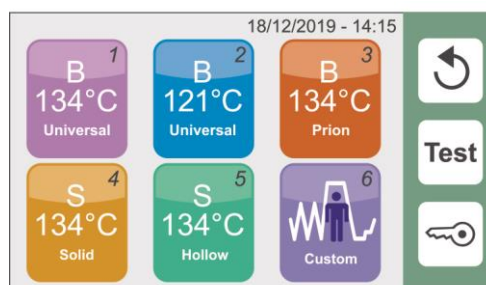 18/12/2019 - 14:15
1
B
134°C
Universal
2
B
121°C
Universal
3
B
134°C
Prion
4
S
134°C
Solid
5
S
134°C
Hollow
6
Custom
Test